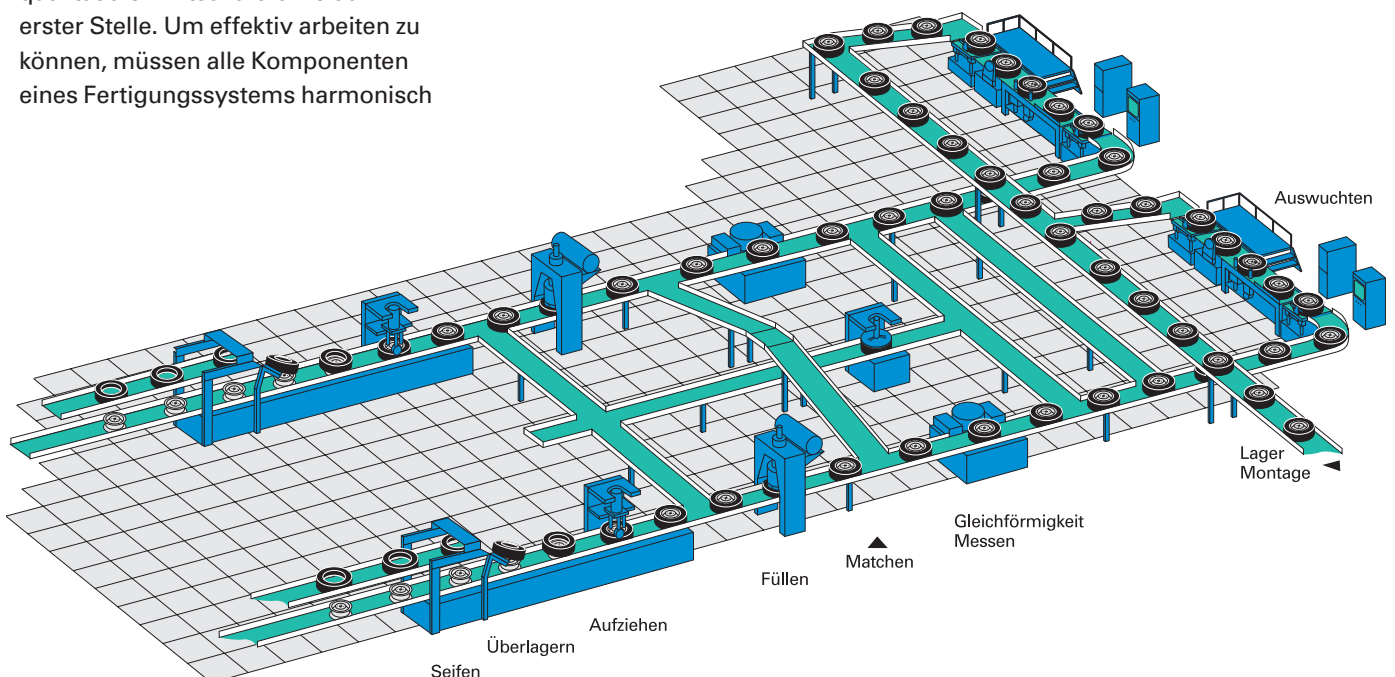 erster Stelle. Um effektiv arbeiten zu
können, müssen alle Komponenten
eines Fertigungssystems harmonisch
Auswuchten
Lager
Montage
Gleichförmigkeit
Messen
Matchen
Füllen
Aufziehen
Überlagern
Seifen